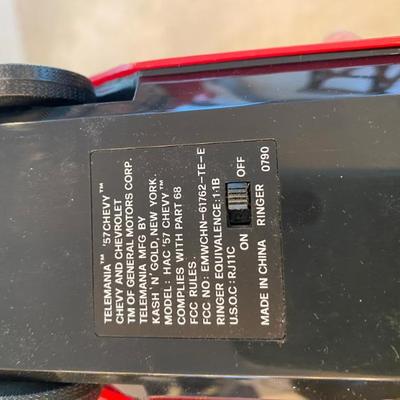 TELEMANIA™ '57 CHEVY™
CHEVY AND CHEVROLET
TM OF GENERAL MOTORS CORP.
TELEMANIA MFG BY
KASH 'N' GOLD, NEW YORK.
MODEL: HAC '57 CHEVY™
COMPLIES WITH PART 68
FCC RULES.
FCC NO: EMWCHN-61762-TE-E
RINGER EQUIVALENCE:1·1B
U.S.O.C: RJ11C
ON OFF
RINGER
MADE IN CHINA 0790